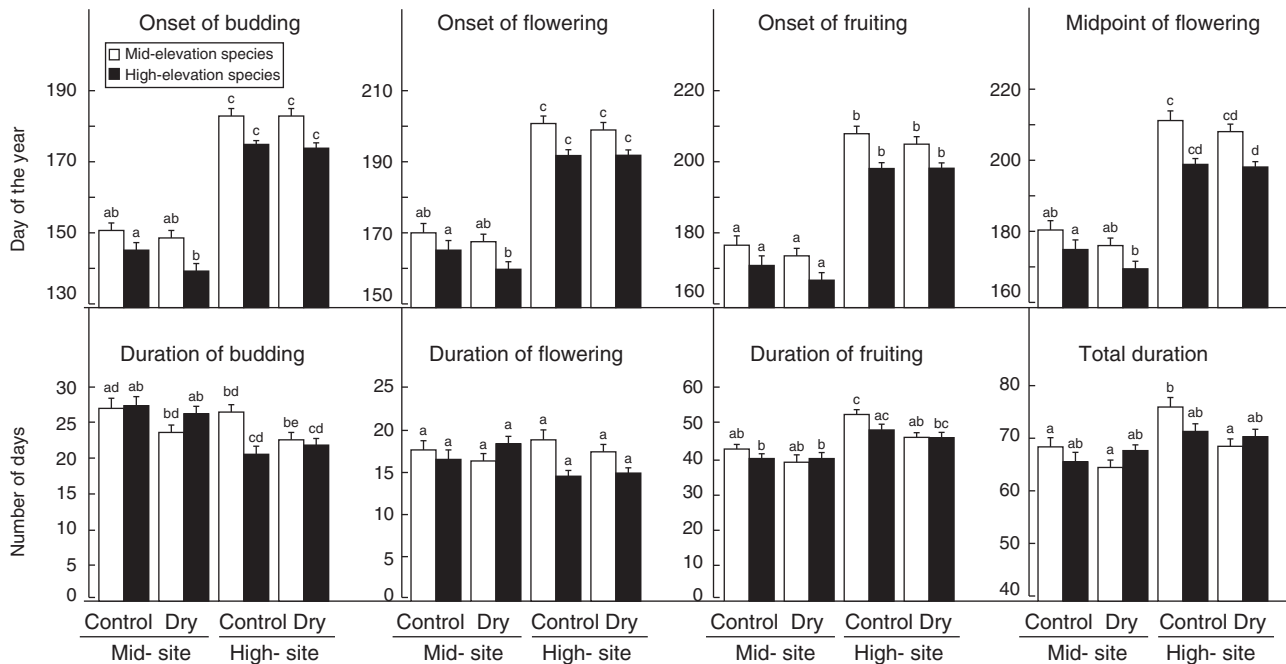 Onset of budding
Onset of flowering
Onset of fruiting
Midpoint of flowering
Mid-elevation species
High-elevation species
Day of the year
190
170
150
130
ab
a
ab
b
c
c
c
c
210
190
170
150
ab
a
ab
b
c
c
c
c
220
200
180
160
a
a
a
a
b
b
b
b
220
200
180
160
ab
a
ab
b
c
cd
cd
d
Duration of budding
Duration of flowering
Duration of fruiting
Total duration
Number of days
30
25
20
15
10
5
0
ad
ab
bd
ab
bd
cd
be
cd
25
20
15
10
5
0
a
a
a
a
a
a
a
a
60
50
40
30
20
10
0
ab
b
ab
b
c
ac
ab
bc
80
70
60
50
40
a
ab
a
ab
b
ab
a
ab
Control Dry Control Dry
Mid- site High- site
Control Dry Control Dry
Mid- site High- site
Control Dry Control Dry
Mid- site High- site
Control Dry Control Dry
Mid- site High- site